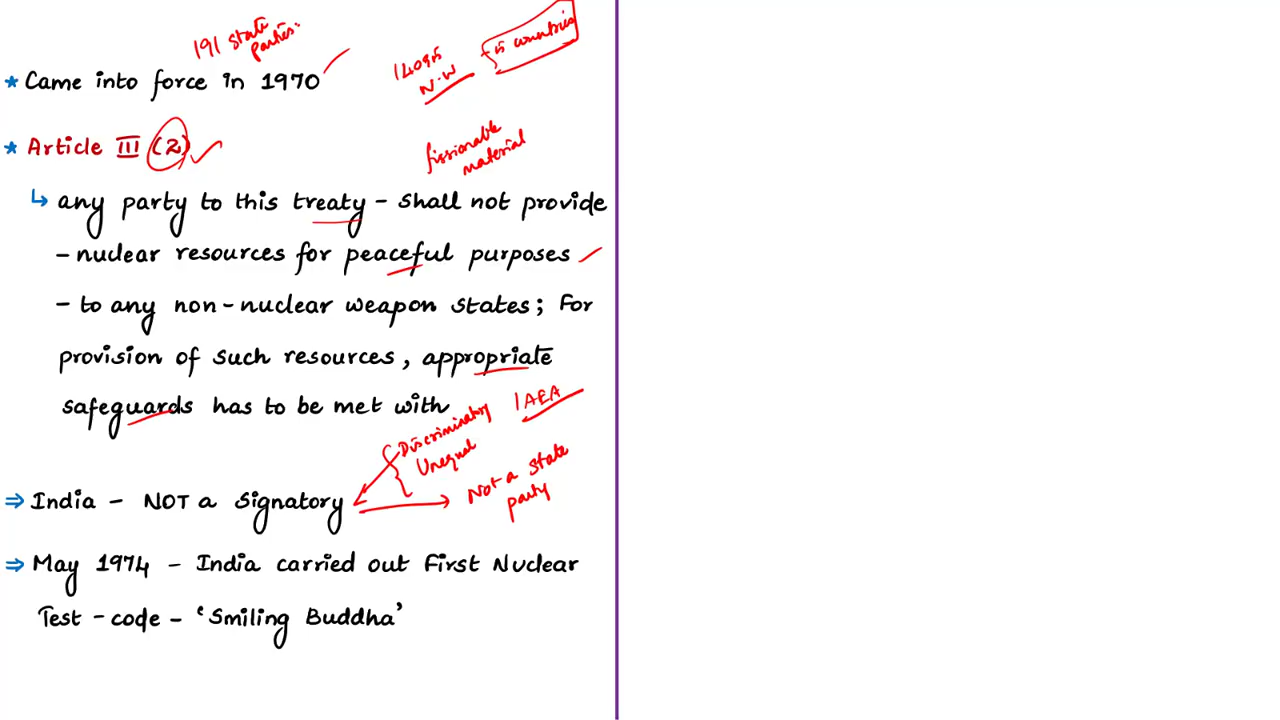 191 state
parties:
14095
N.W
5 countries
* Came into force in 1970
* Article III (2)
fissionable
material
↳ any party to this treaty - shall not provide
- nuclear resources for peaceful purposes
- to any non-nuclear weapon states; For
provision of such resources, appropriate
safeguards has to be met with
IAEA
Discriminatory
Unequal
Not a state
party
⇒ India - NOT a signatory
⇒ May 1974 - India carried out First Nuclear
Test-code - 'Smiling Buddha'